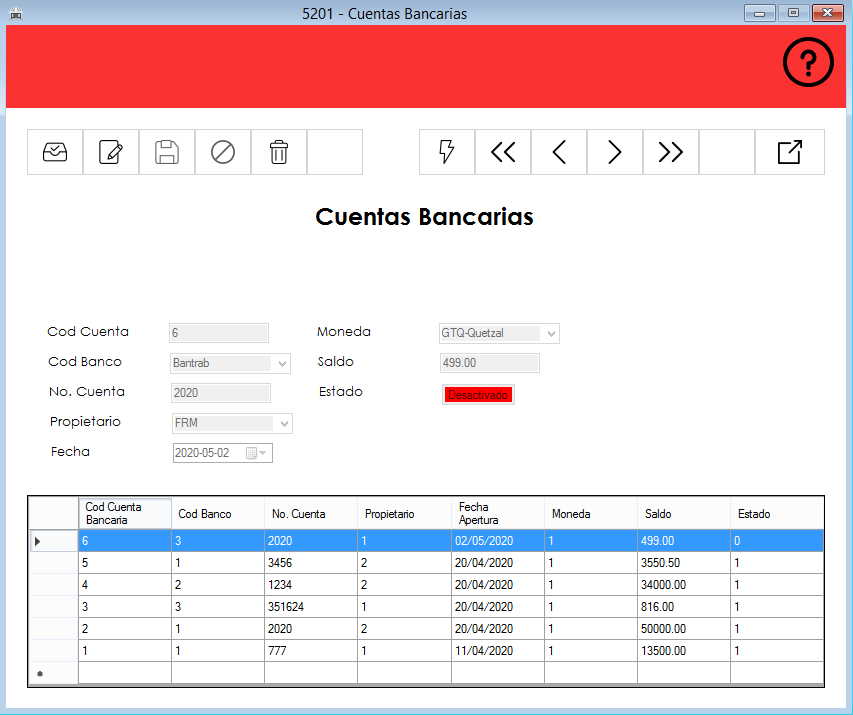 5201 - Cuentas Bancarias
?
Cuentas Bancarias
Cod Cuenta 6 Moneda GTQ-Quetzal
Cod Banco Bantrab Saldo 499.00
No. Cuenta 2020 Estado Desactivado
Propietario FRM
Fecha 2020-05-02
Cod Cuenta Bancaria Cod Banco No. Cuenta Propietario Fecha Apertura Moneda Saldo Estado
6 3 2020 1 02/05/2020 1 499.00 0
5 1 3456 2 20/04/2020 1 3550.50 1
4 2 1234 2 20/04/2020 1 34000.00 1
3 3 351624 1 20/04/2020 1 816.00 1
2 1 2020 2 20/04/2020 1 50000.00 1
1 1 777 1 11/04/2020 1 13500.00 1